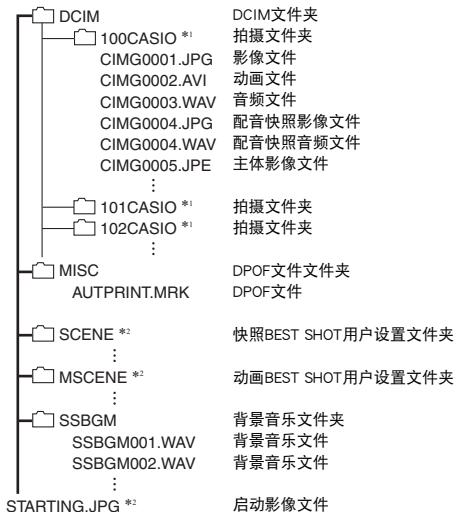 DCIM DCIM文件夹
100CASIO *1 拍摄文件夹
CIMG0001.JPG 影像文件
CIMG0002.AVI 动画文件
CIMG0003.WAV 音频文件
CIMG0004.JPG 配音快照影像文件
CIMG0004.WAV 配音快照音频文件
CIMG0005.JPE 主体影像文件
⋮
101CASIO *1 拍摄文件夹
102CASIO *1 拍摄文件夹
⋮
MISC DPOF文件文件夹
AUTPRINT.MRK DPOF文件
SCENE *2 快照BEST SHOT用户设置文件夹
⋮
MSCENE *2 动画BEST SHOT用户设置文件夹
⋮
SSBGM 背景音乐文件夹
SSBGM001.WAV 背景音乐文件
SSBGM002.WAV 背景音乐文件
⋮
STARTING.JPG *2 启动影像文件